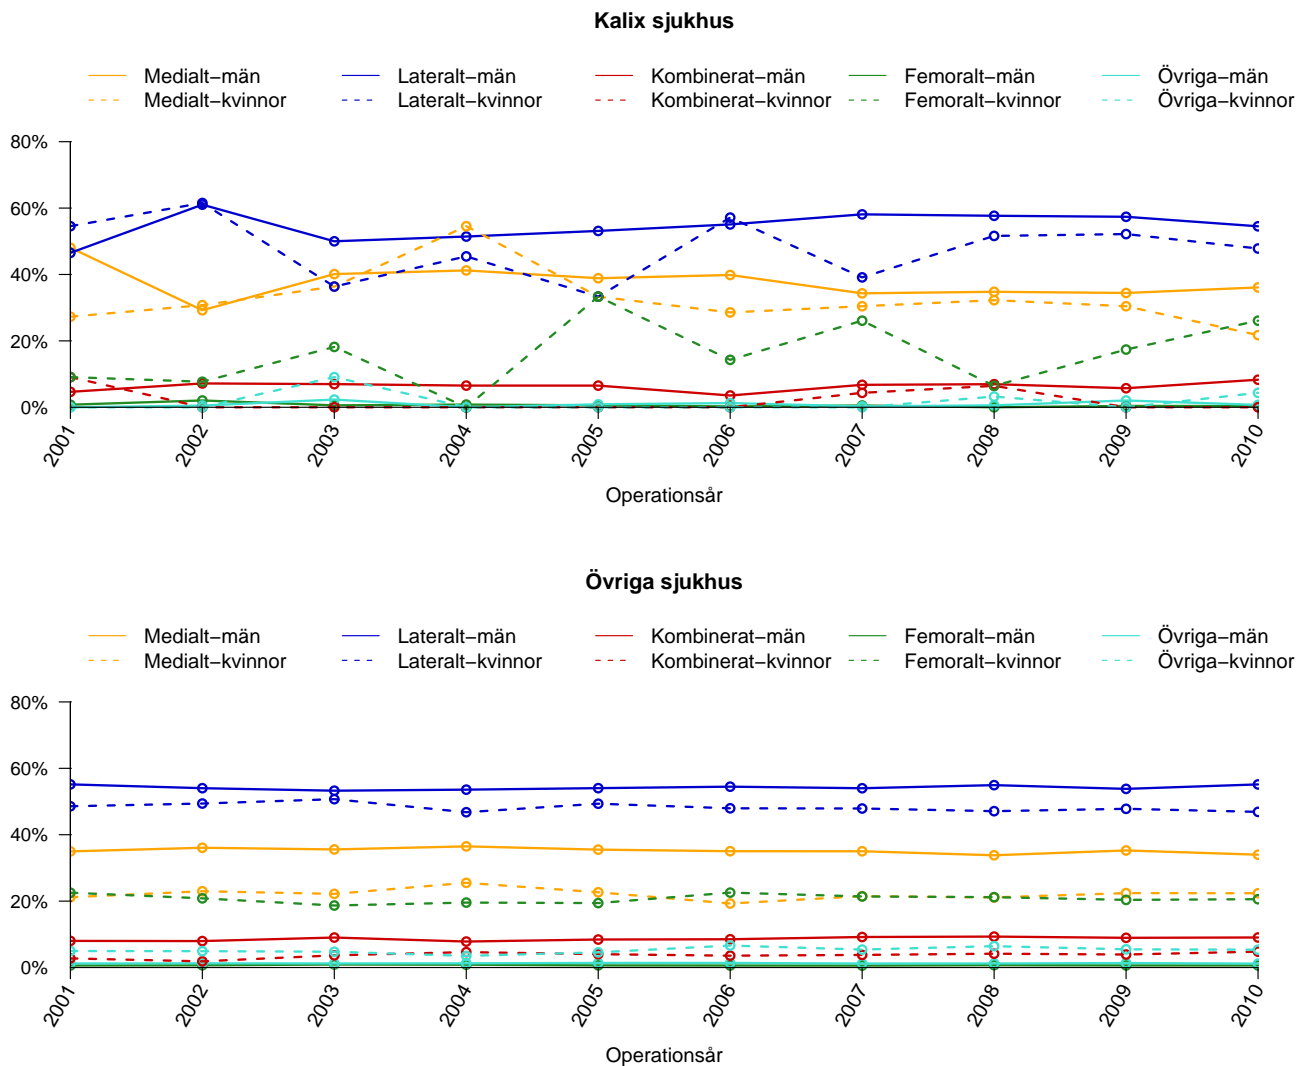 Kalix sjukhus
Medialt−män Lateralt−män Kombinerat−män Femoralt−män Övriga−män
Medialt−kvinnor Lateralt−kvinnor Kombinerat−kvinnor Femoralt−kvinnor Övriga−kvinnor
80%
60%
40%
20%
0%
2001 2002 2003 2004 2005 2006 2007 2008 2009 2010
Operationsår
Övriga sjukhus
Medialt−män Lateralt−män Kombinerat−män Femoralt−män Övriga−män
Medialt−kvinnor Lateralt−kvinnor Kombinerat−kvinnor Femoralt−kvinnor Övriga−kvinnor
80%
60%
40%
20%
0%
2001 2002 2003 2004 2005 2006 2007 2008 2009 2010
Operationsår